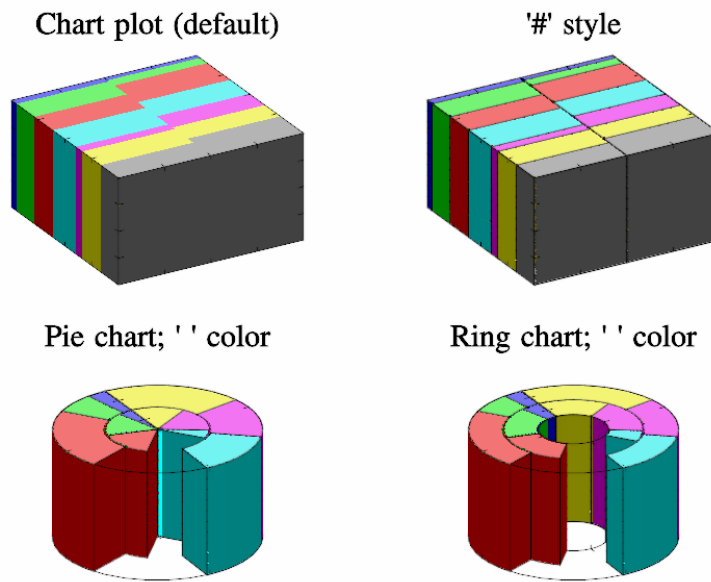 Chart plot (default)
'#' style
Pie chart; ' ' color
Ring chart; ' ' color